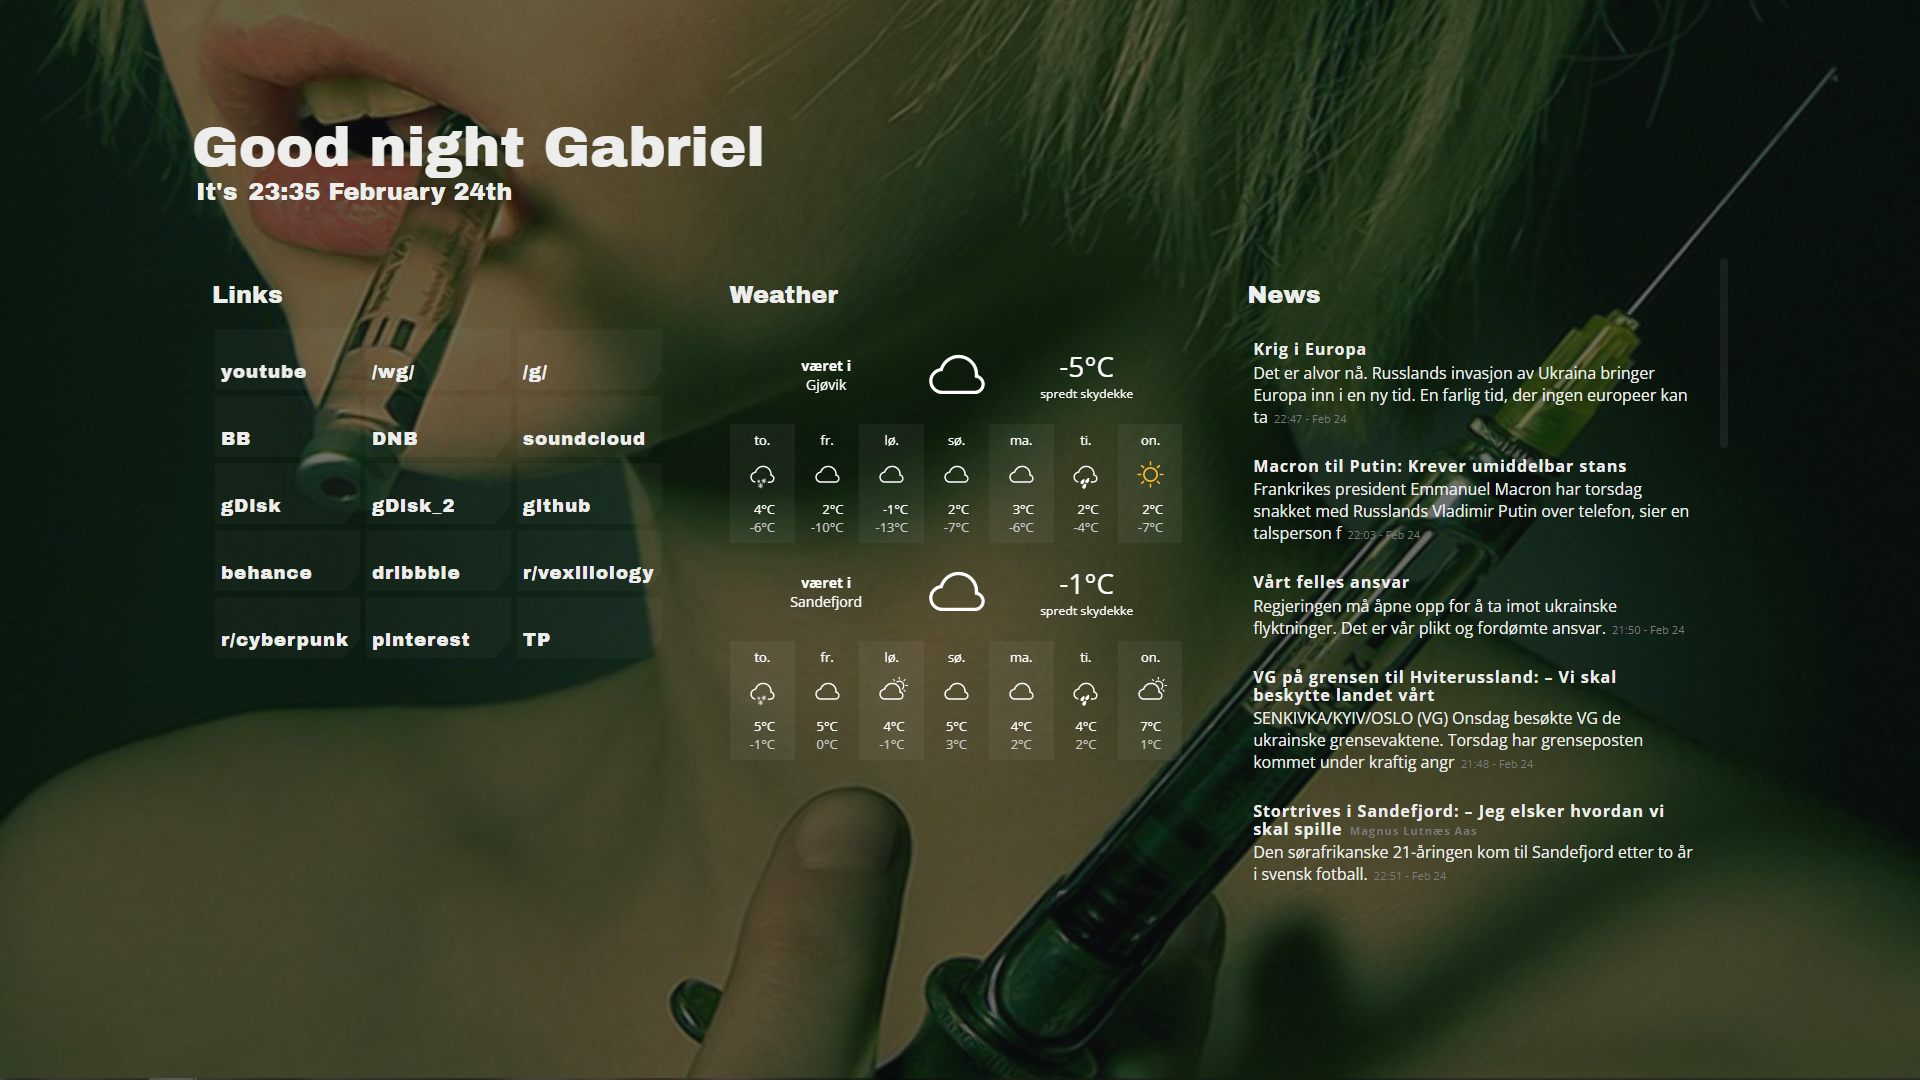 Good night Gabriel
It's 23:35 February 24th
Links
youtube /wg/ /g/
BB DNB soundcloud
gDisk gDisk_2 github
behance dribbble r/vexillology
r/cyberpunk pinterest TP
Weather
været i
Gjøvik
-5°C
spredt skydekke
to. fr. lø. sø. ma. ti. on.
4°C 2°C -1°C 2°C 3°C 2°C 2°C
-6°C -10°C -13°C -7°C -6°C -4°C -7°C
været i
Sandefjord
-1°C
spredt skydekke
to. fr. lø. sø. ma. ti. on.
5°C 5°C 4°C 5°C 4°C 4°C 7°C
-1°C 0°C -1°C 3°C 2°C 2°C 1°C
News
Krig i Europa
Det er alvor nå. Russlands invasjon av Ukraina bringer
Europa inn i en ny tid. En farlig tid, der ingen europeer kan
ta 22:47 - Feb 24
Macron til Putin: Krever umiddelbar stans
Frankrikes president Emmanuel Macron har torsdag
snakket med Russlands Vladimir Putin over telefon, sier en
talsperson f 22:03 - Feb 24
Vårt felles ansvar
Regjeringen må åpne opp for å ta imot ukrainske
flyktninger. Det er vår plikt og fordømte ansvar. 21:50 - Feb 24
VG på grensen til Hviterussland: – Vi skal
beskytte landet vårt
SENKIVKA/KYIV/OSLO (VG) Onsdag besøkte VG de
ukrainske grensevaktene. Torsdag har grenseposten
kommet under kraftig angr 21:48 - Feb 24
Stortrives i Sandefjord: – Jeg elsker hvordan vi
skal spille Magnus Lutnæs Aas
Den sørafrikanske 21-åringen kom til Sandefjord etter to år
i svensk fotball. 22:51 - Feb 24